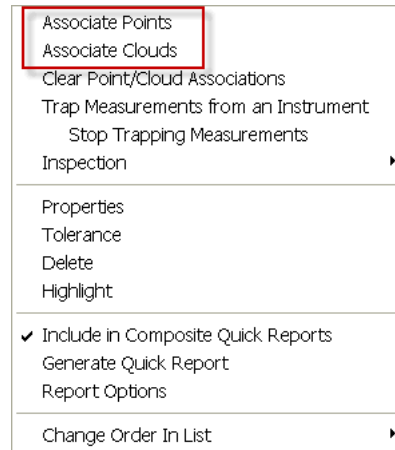 Associate Points
Associate Clouds
Clear Point/Cloud Associations
Trap Measurements from an Instrument
Stop Trapping Measurements
Inspection
Properties
Tolerance
Delete
Highlight
Include in Composite Quick Reports
Generate Quick Report
Report Options
Change Order In List